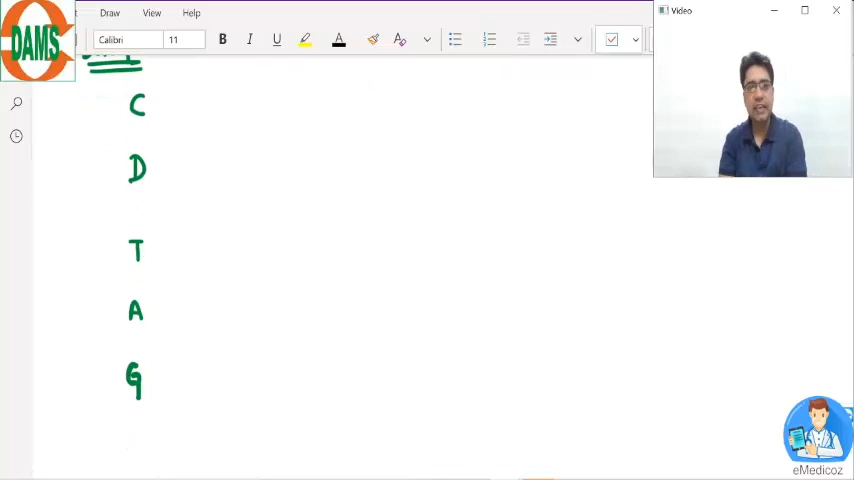 DAMS
Draw View Help
Video
Calibri 11 B I U A A
C
D
T
A
G
eMedicoz